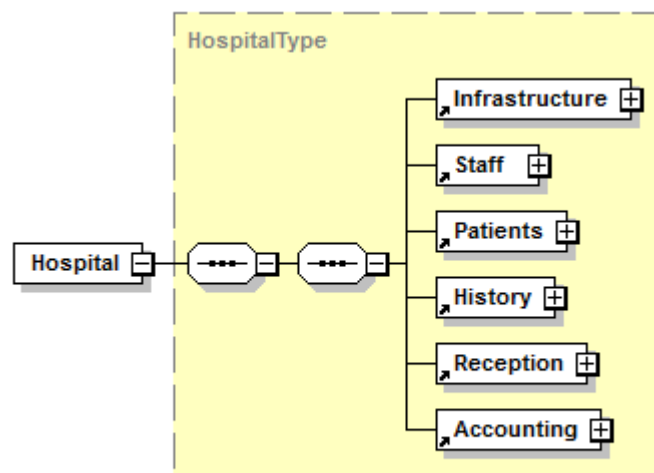 HospitalType
Infrastructure
Staff
Patients
Hospital
History
Reception
Accounting